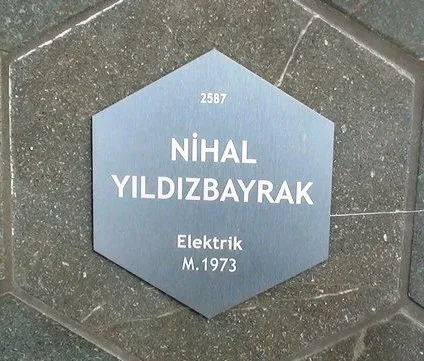 2587
NİHAL
YILDIZBAYRAK
Elektrik
M.1973